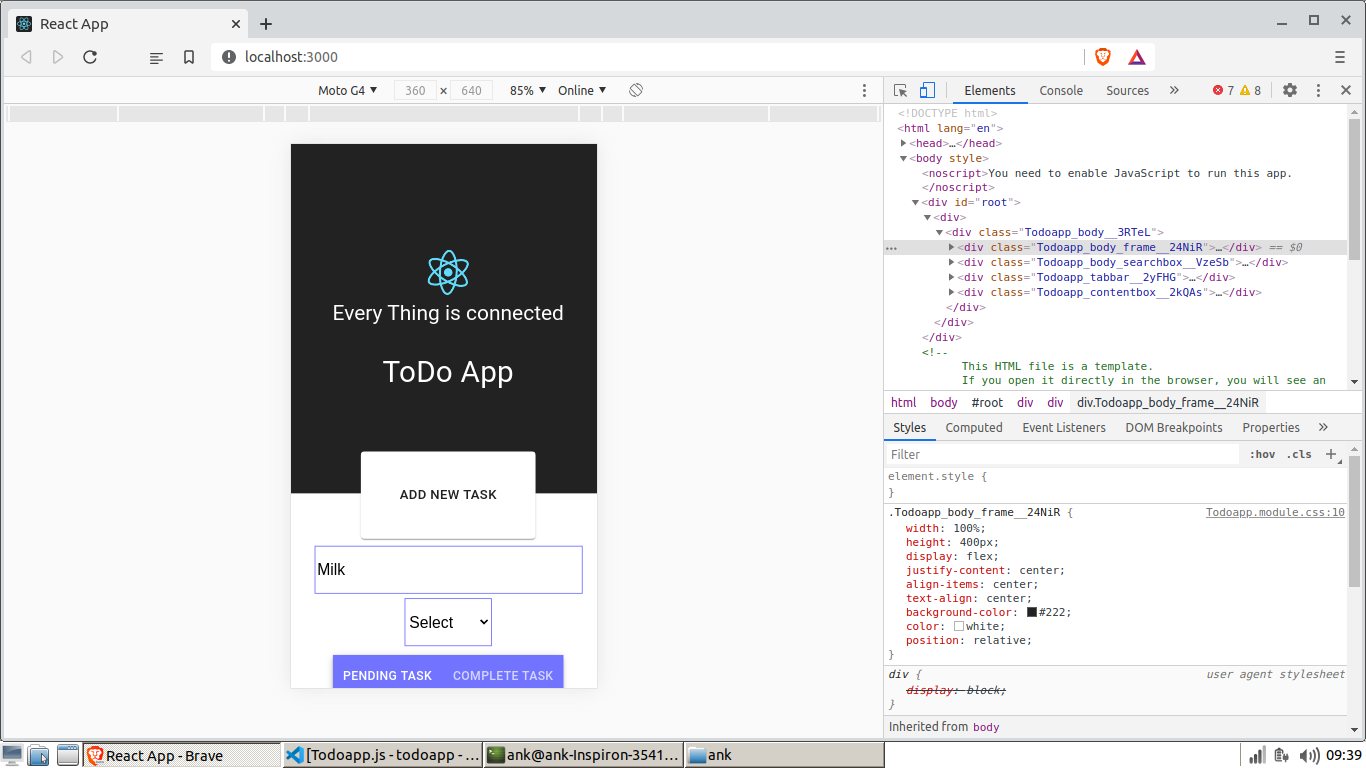 React App
localhost:3000
Moto G4 360 × 640 85% Online
Elements Console Sources » 7 8
<!DOCTYPE html>
<html lang="en">
<head>…</head>
<body style>
<noscript>You need to enable JavaScript to run this app.
</noscript>
<div id="root">
<div>
<div class="Todoapp_body__3RTeL">
<div class="Todoapp_body_frame__24NiR">…</div> == $0
<div class="Todoapp_body_searchbox__VzeSb">…</div>
<div class="Todoapp_tabbar__2yFHG">…</div>
<div class="Todoapp_contentbox__2kQAs">…</div>
</div>
</div>
</div>
<!--
This HTML file is a template.
If you open it directly in the browser, you will see an
html body #root div div div.Todoapp_body_frame__24NiR
Styles Computed Event Listeners DOM Breakpoints Properties »
Filter :hov .cls +
element.style {
}
.Todoapp_body_frame__24NiR { Todoapp.module.css:10
width: 100%;
height: 400px;
display: flex;
justify-content: center;
align-items: center;
text-align: center;
background-color: #222;
color: white;
position: relative;
}
div { user agent stylesheet
display: block;
}
Inherited from body
Every Thing is connected
ToDo App
ADD NEW TASK
Milk
Select
PENDING TASK COMPLETE TASK
React App - Brave [Todoapp.js - todoapp - ... ank@ank-Inspiron-3541... ank 09:39